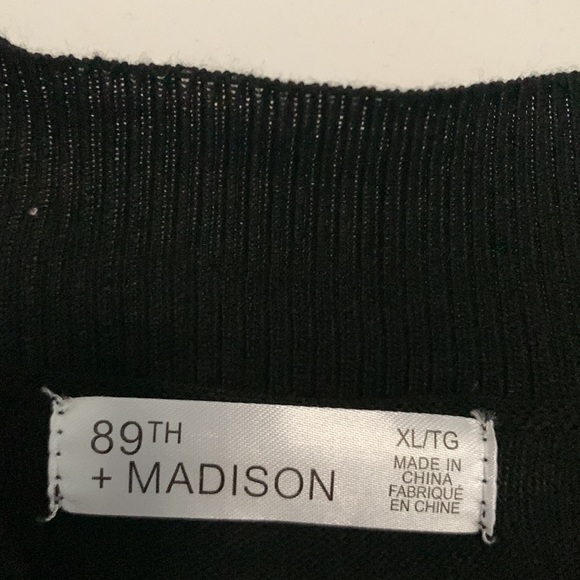 89TH
+ MADISON
XL/TG
MADE IN
CHINA
FABRIQUÉ
EN CHINE